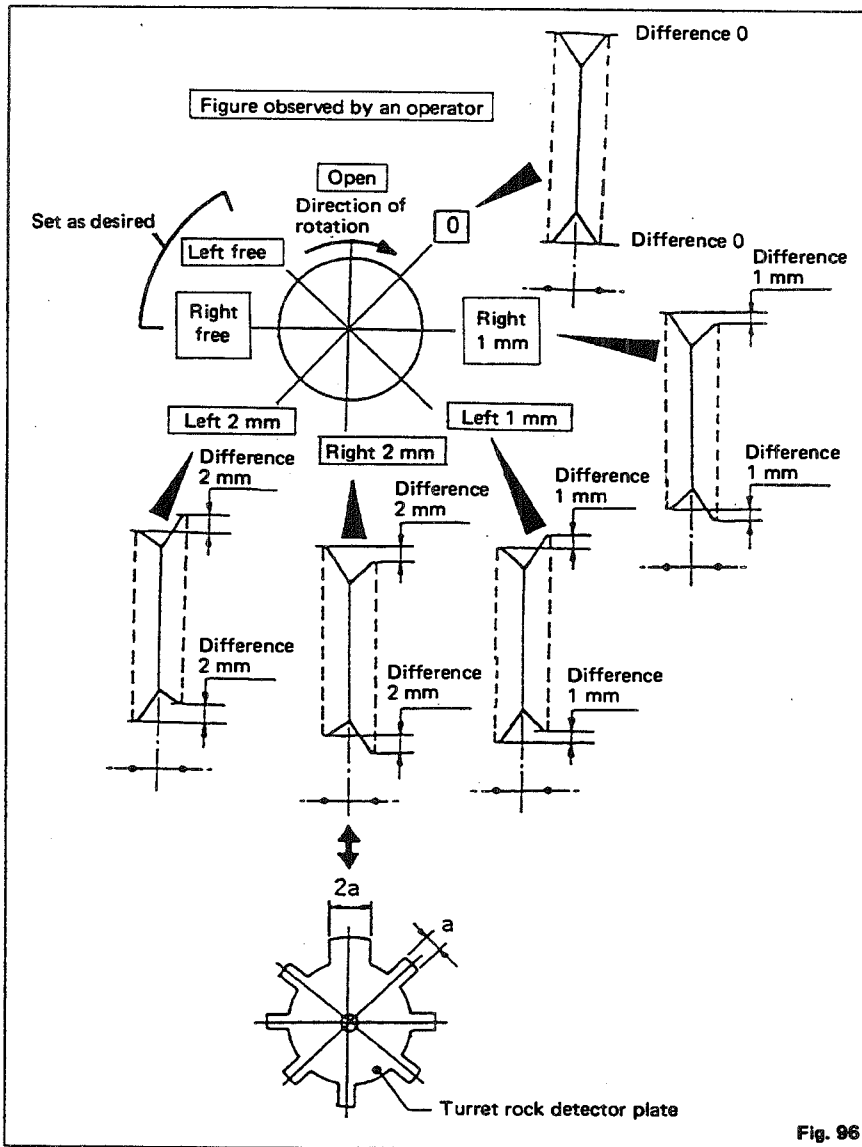 Difference 0
Figure observed by an operator
Open
Direction of
rotation
0
Set as desired
Left free
Difference 0
Difference
1 mm
Right
free
Right
1 mm
Left 2 mm
Left 1 mm
Right 2 mm
Difference
2 mm
Difference
2 mm
Difference
1 mm
Difference
1 mm
Difference
2 mm
Difference
2 mm
Difference
1 mm
2a
a
Turret rock detector plate
Fig. 96